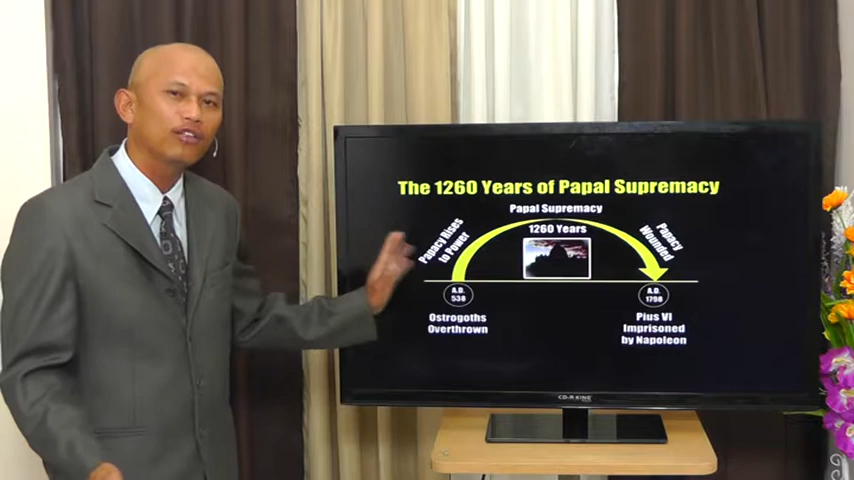 The 1260 Years of Papal Supremacy
Papal Supremacy
1260 Years
Papacy Rises
to Power
Papacy
Wounded
A.D.
538
A.D.
1798
Ostrogoths
Overthrown
Pius VI
Imprisoned
by Napoleon
CD-R KING